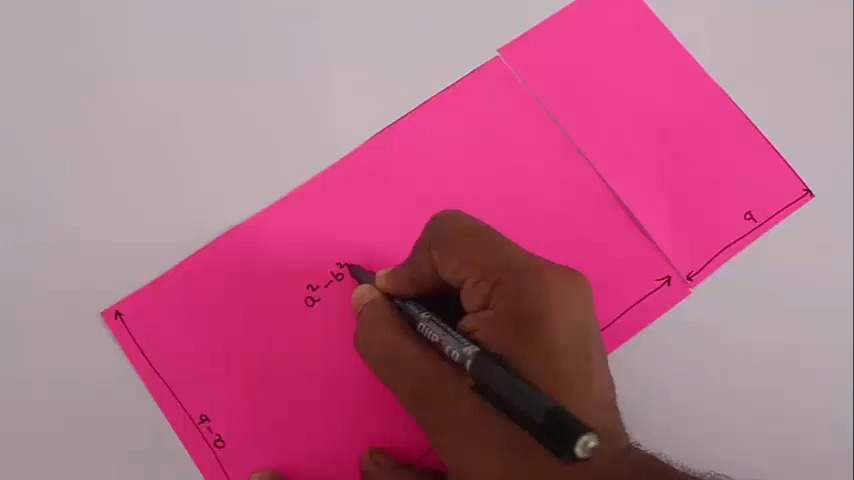 a² - b²
b
a-b